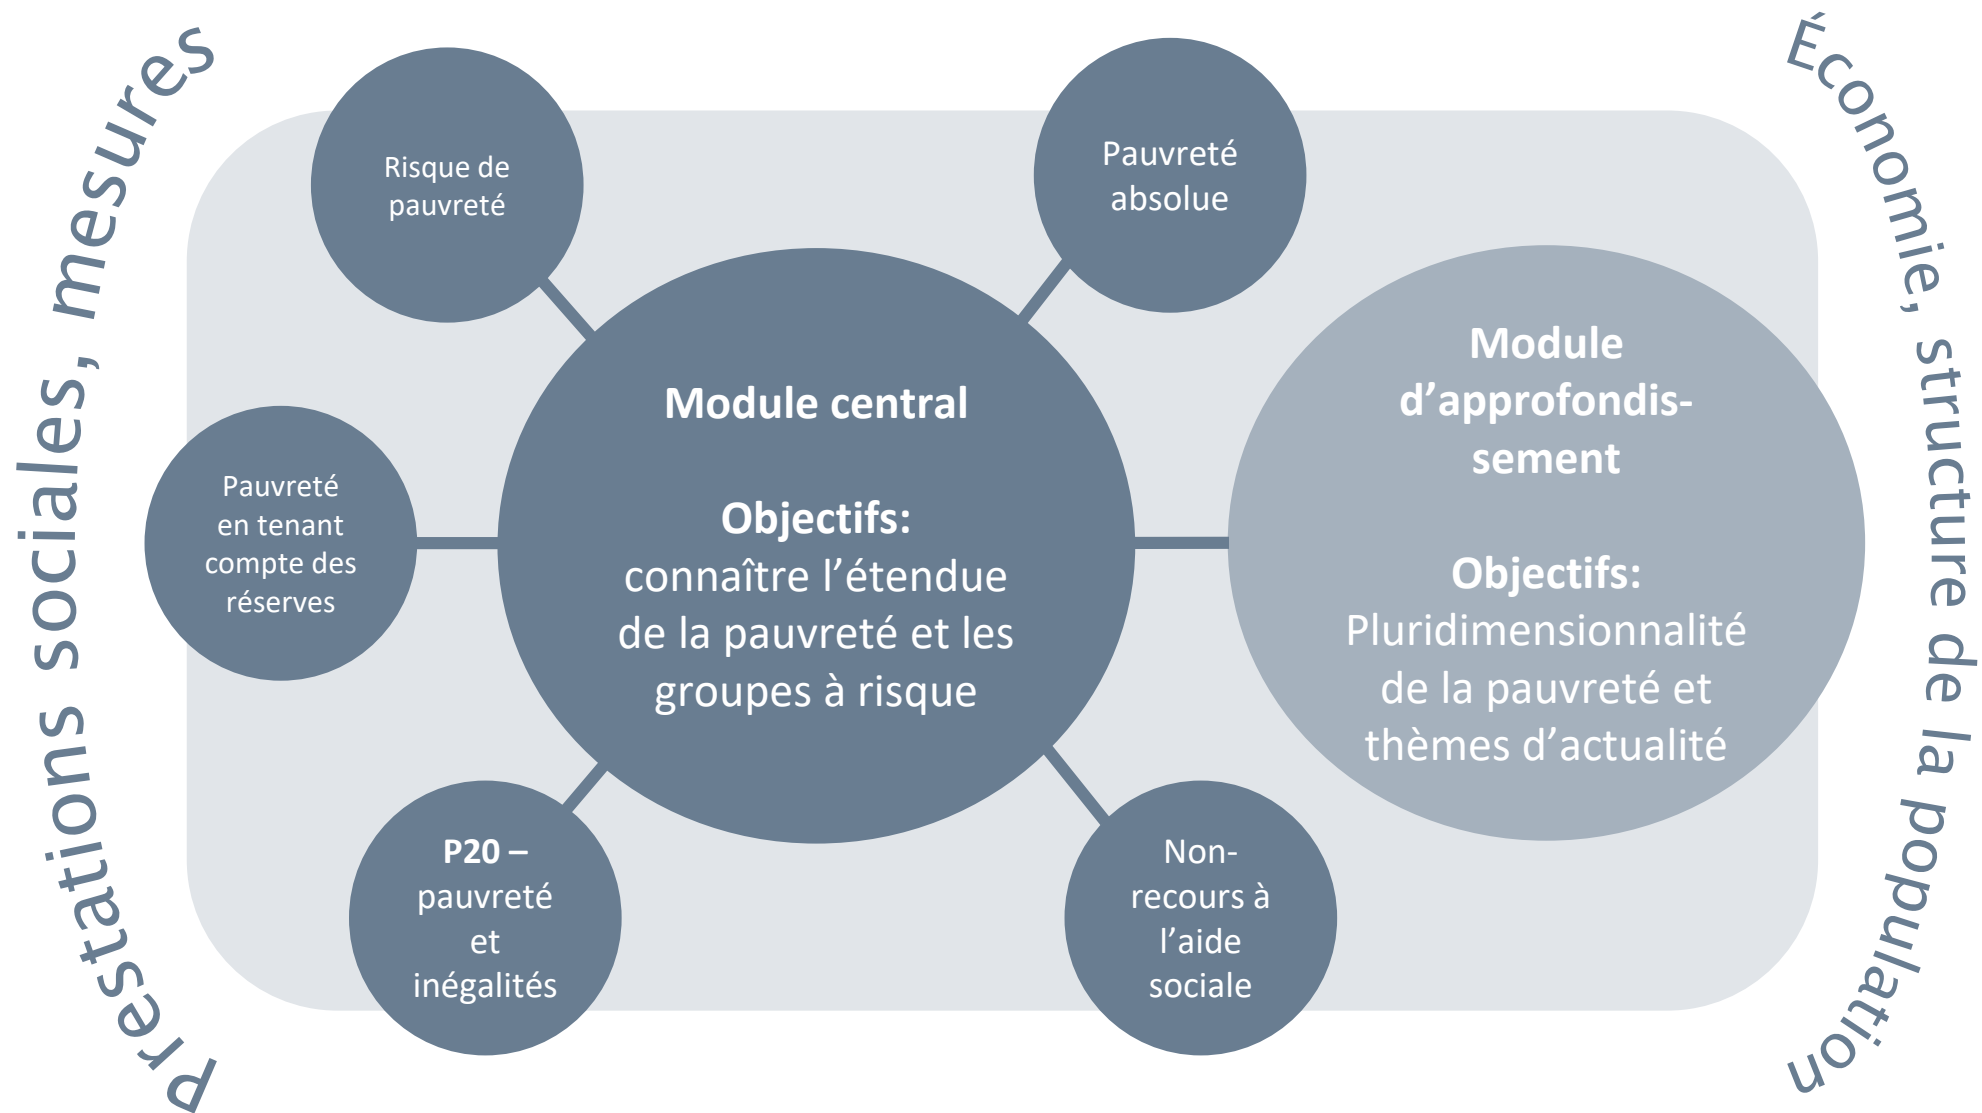 Prestations sociales, mesures
Risque de
pauvreté
Pauvreté
absolue
Pauvreté
en tenant
compte des
réserves
Module central
Objectifs:
connaître l’étendue
de la pauvreté et les
groupes à risque
Module
d’approfondis-
sement
Objectifs:
Pluridimensionnalité
de la pauvreté et
thèmes d’actualité
P20 –
pauvreté
et
inégalités
Non-
recours à
l’aide
sociale
Économie, structure de la population